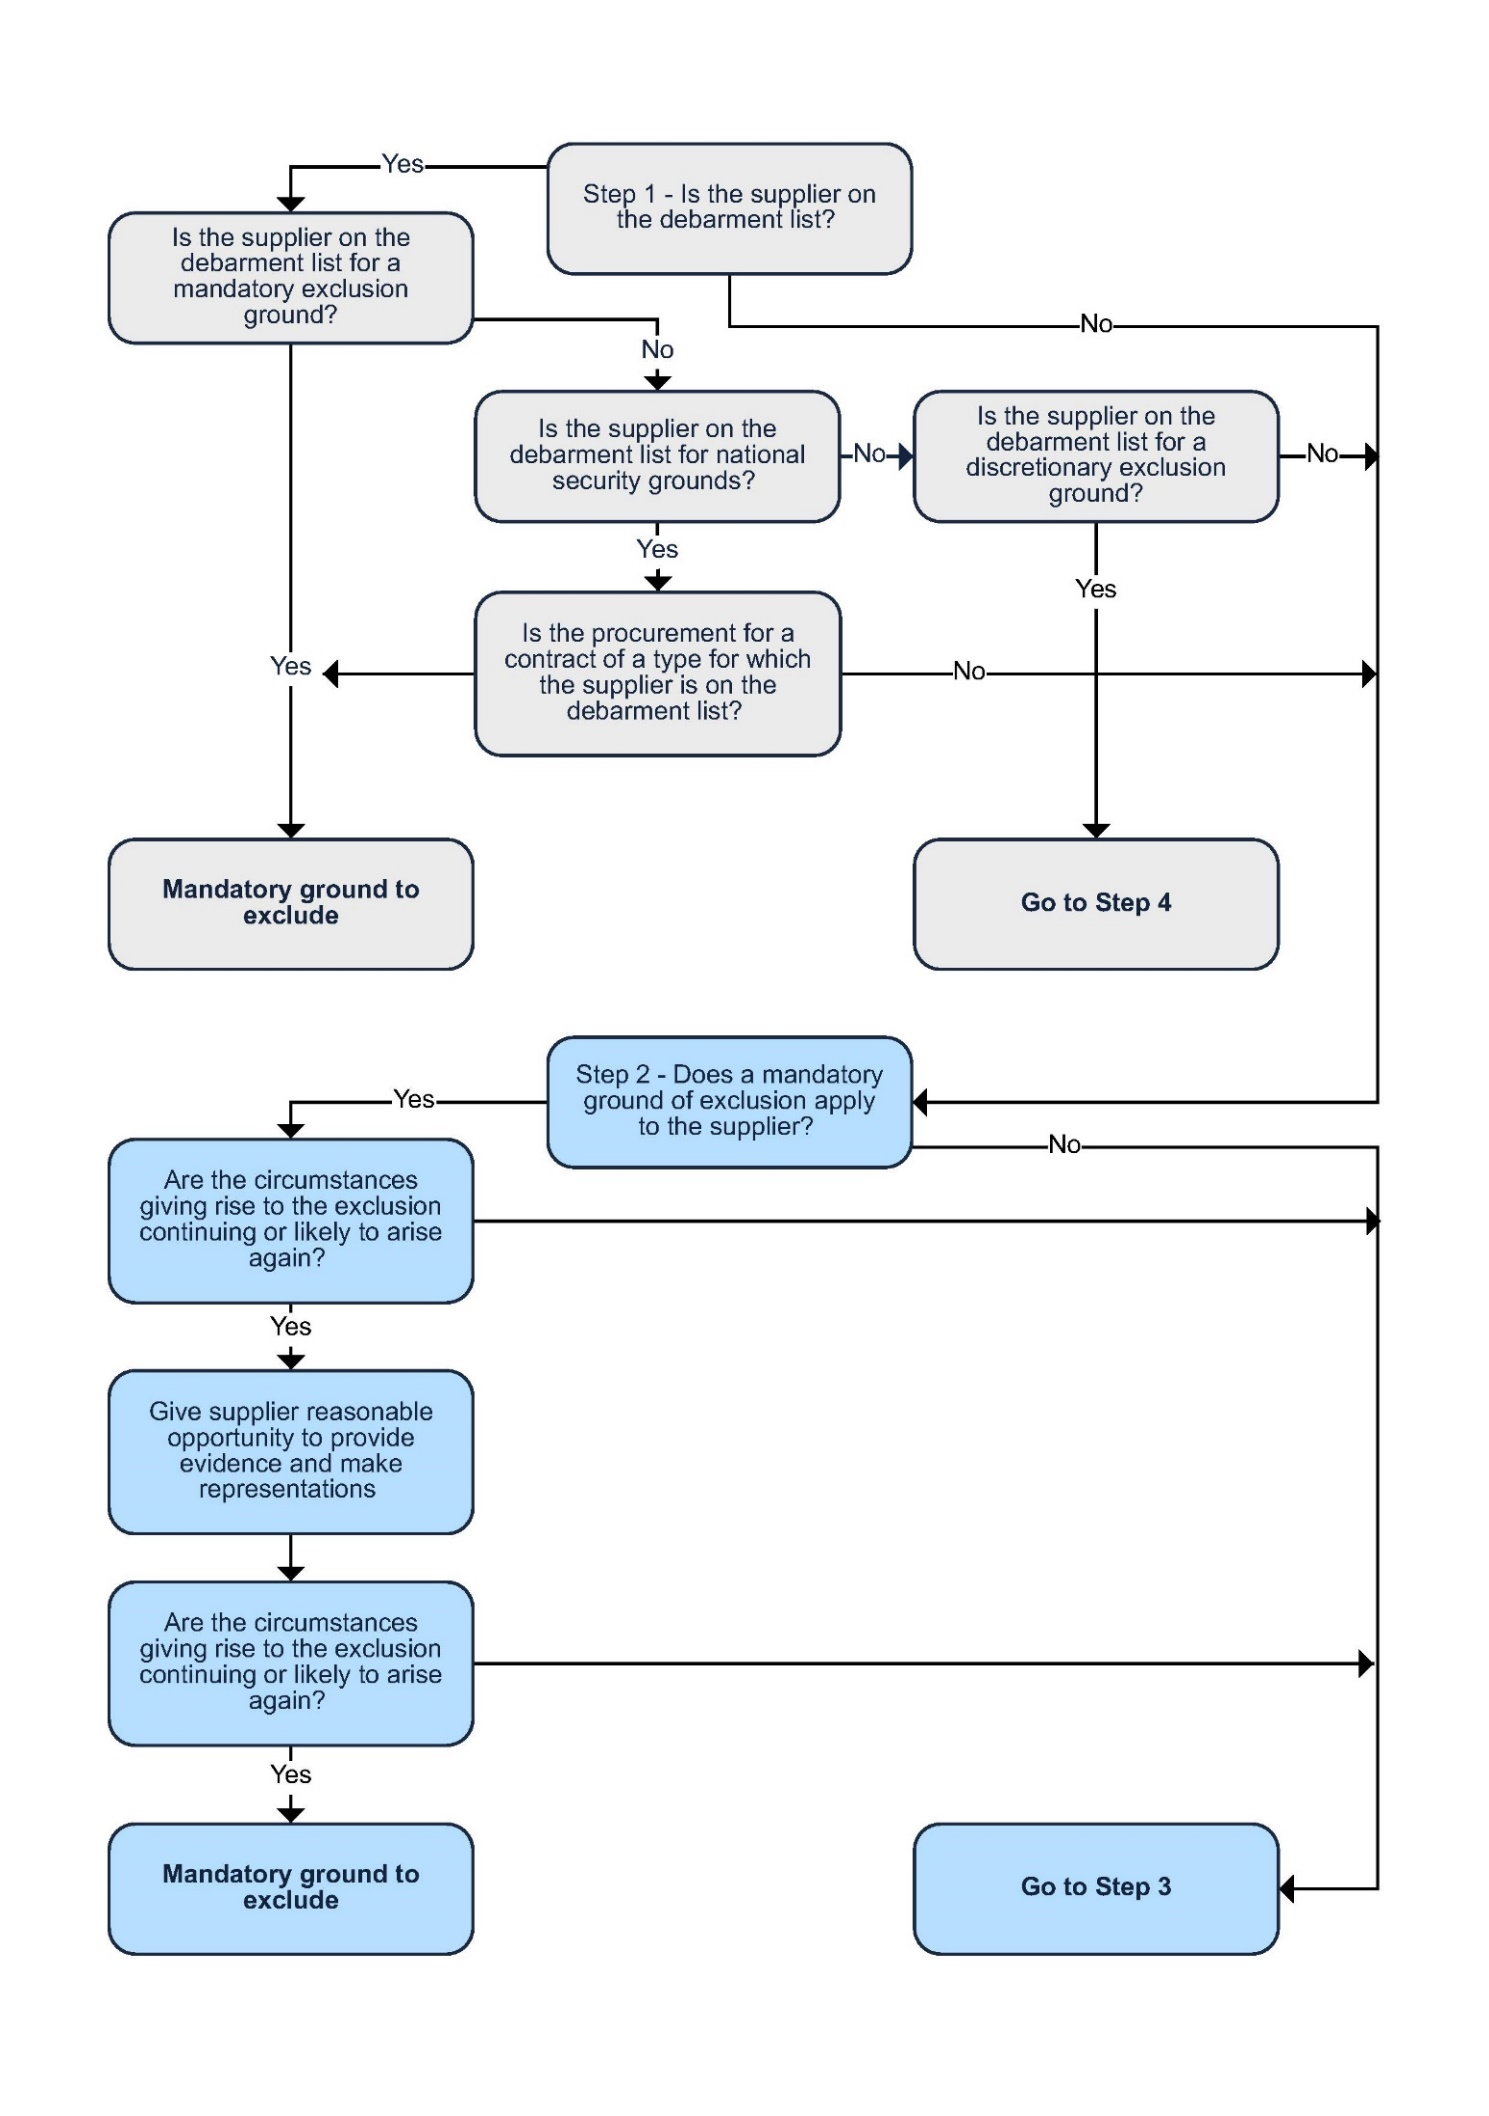 Yes
Step 1 - Is the supplier on
the debarment list?
Is the supplier on the
debarment list for a
mandatory exclusion
ground?
No
No
Is the supplier on the
debarment list for national
security grounds?
No
Is the supplier on the
debarment list for a
discretionary exclusion
ground?
No
Yes
Yes
Is the procurement for a
contract of a type for which
the supplier is on the
debarment list?
Yes
No
Mandatory ground to
exclude
Go to Step 4
Step 2 - Does a mandatory
ground of exclusion apply
to the supplier?
Yes
No
Are the circumstances
giving rise to the exclusion
continuing or likely to arise
again?
Yes
Give supplier reasonable
opportunity to provide
evidence and make
representations
Are the circumstances
giving rise to the exclusion
continuing or likely to arise
again?
Yes
Mandatory ground to
exclude
Go to Step 3